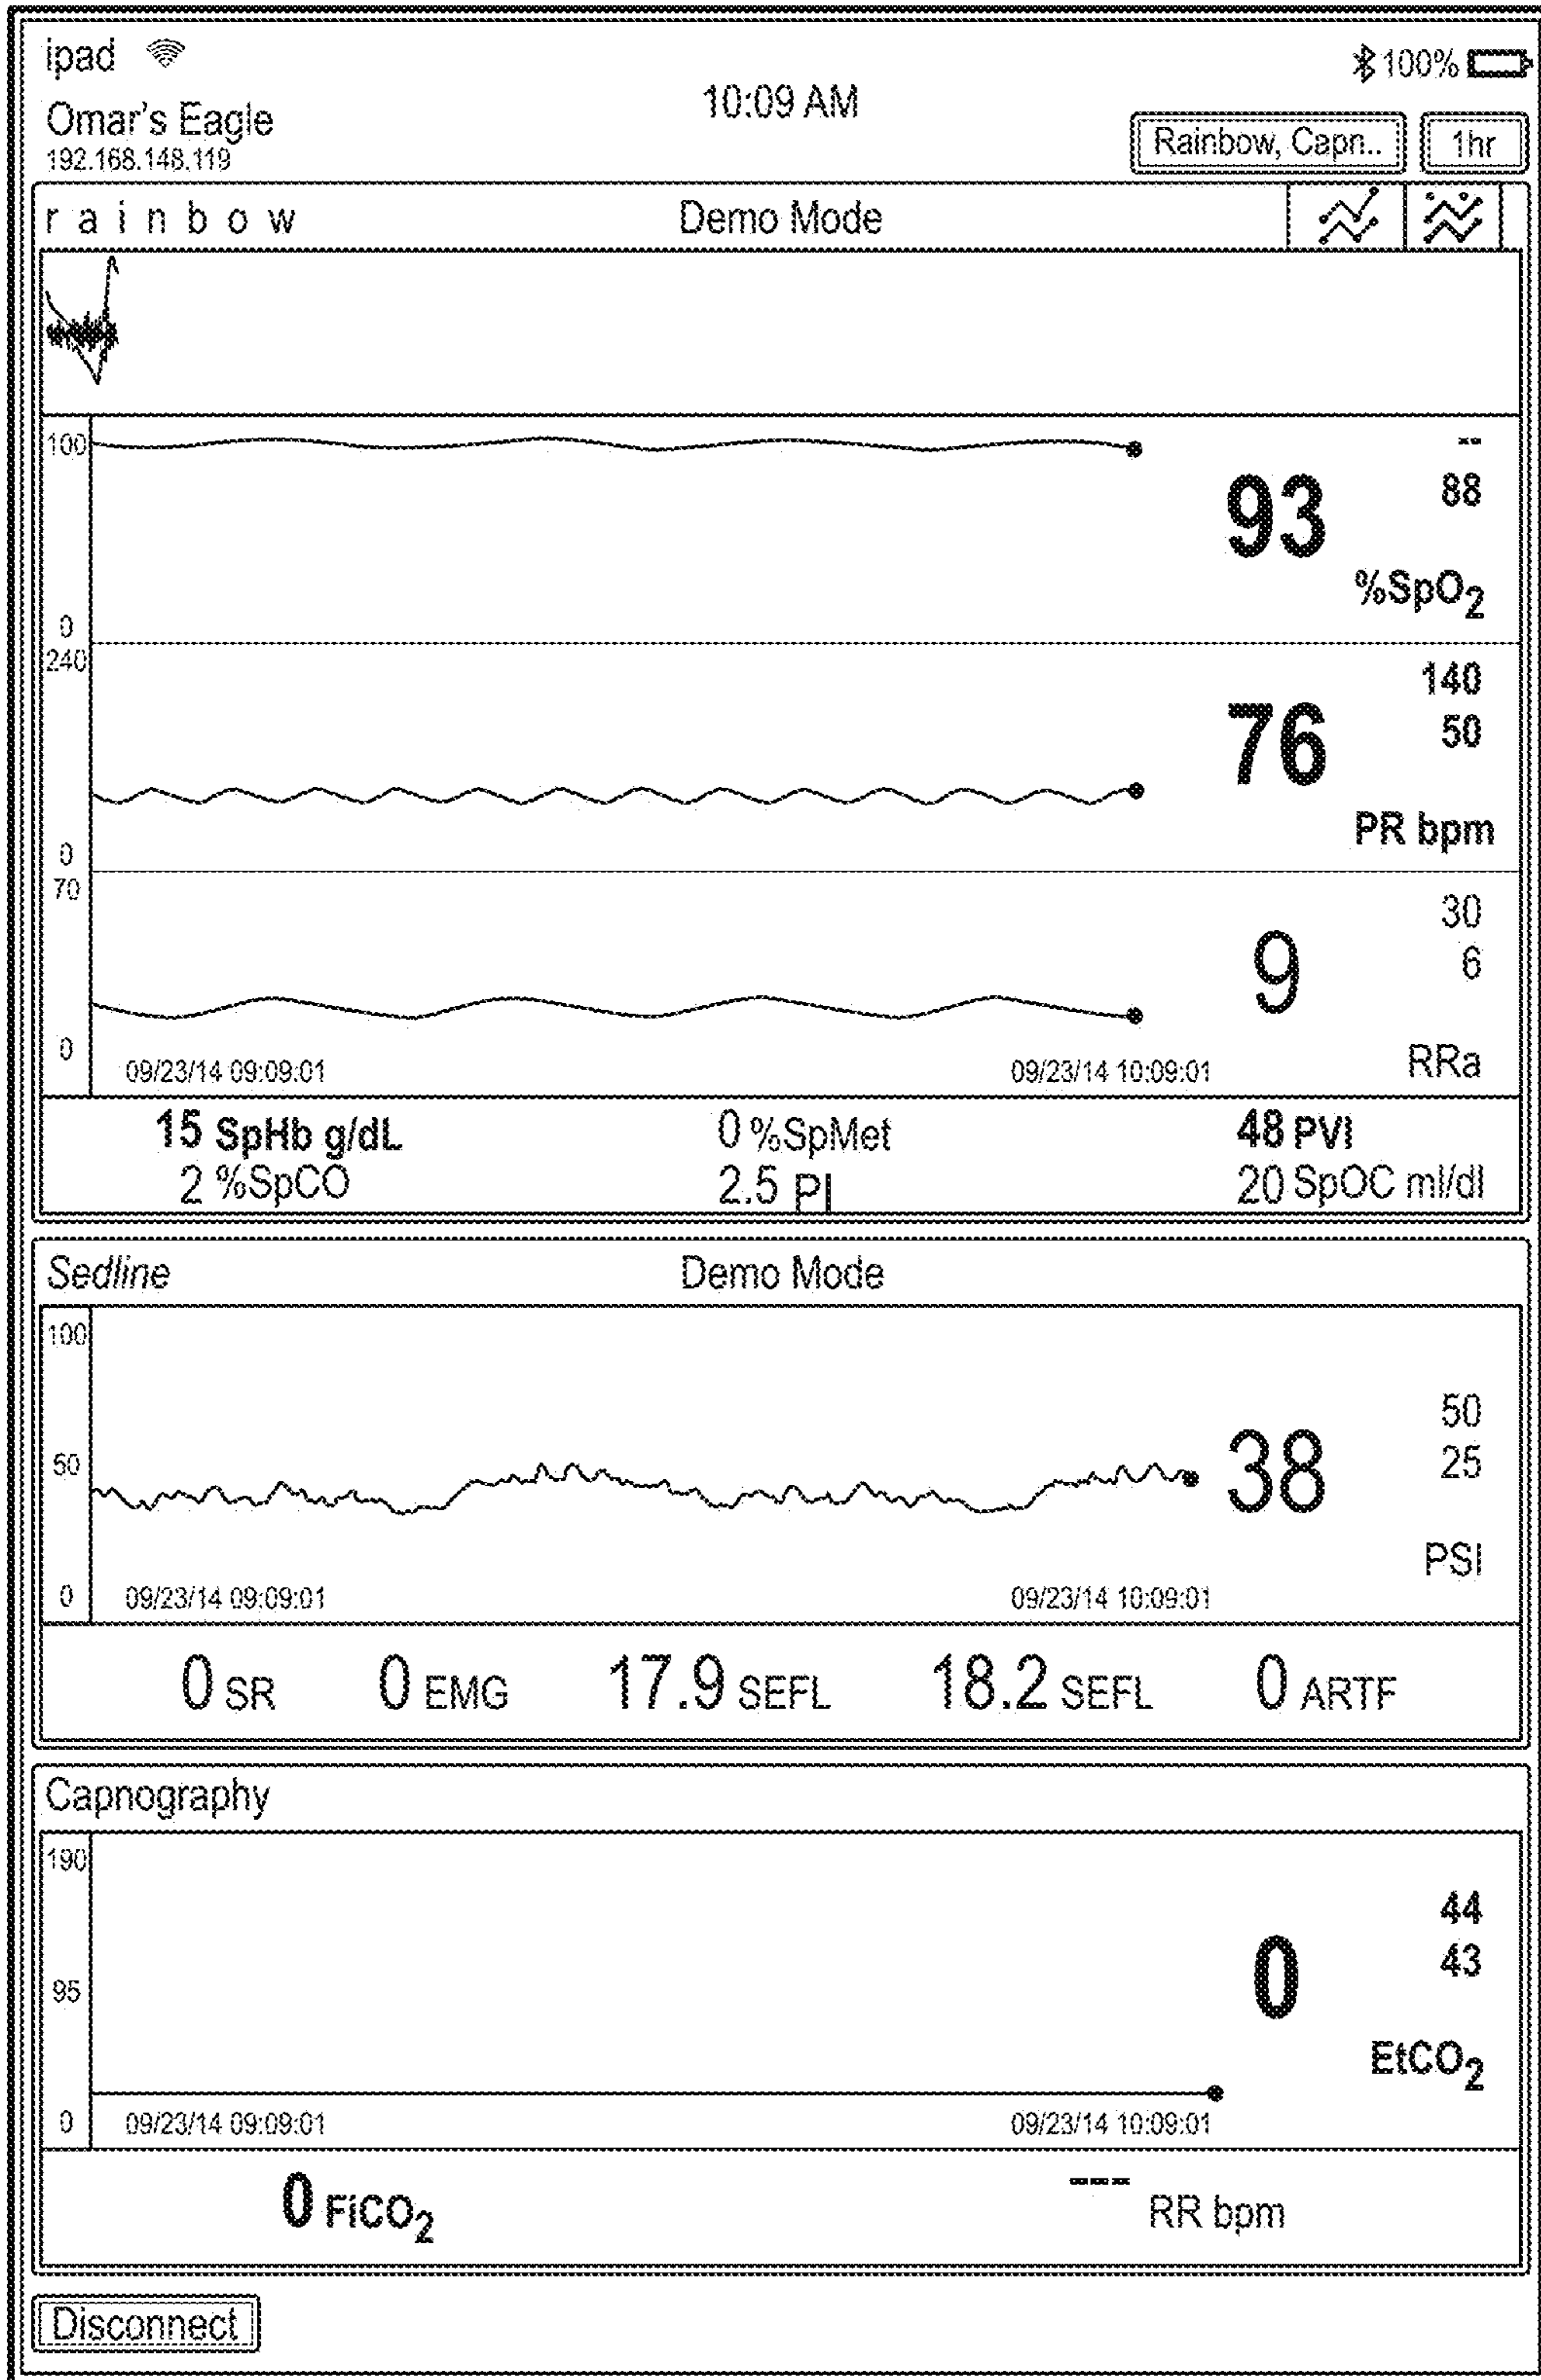 ipad
100%
10:09 AM
Omar's Eagle
192.168.148.119
Rainbow, Capn..
1hr
rainbow
Demo Mode
100
0
--
88
93
%SpO2
240
0
140
50
76
PR bpm
70
0
30
6
9
RRa
09/23/14 09:09:01
09/23/14 10:09:01
15 SpHb g/dL
0 %SpMet
48 PVI
2 %SpCO
2.5 PI
20 SpOC ml/dl
Sedline
Demo Mode
100
50
0
50
25
38
PSI
09/23/14 09:09:01
09/23/14 10:09:01
0 SR
0 EMG
17.9 SEFL
18.2 SEFL
0 ARTF
Capnography
190
95
0
44
43
0
EtCO2
09/23/14 09:09:01
09/23/14 10:09:01
0 FiCO2
--- RR bpm
Disconnect